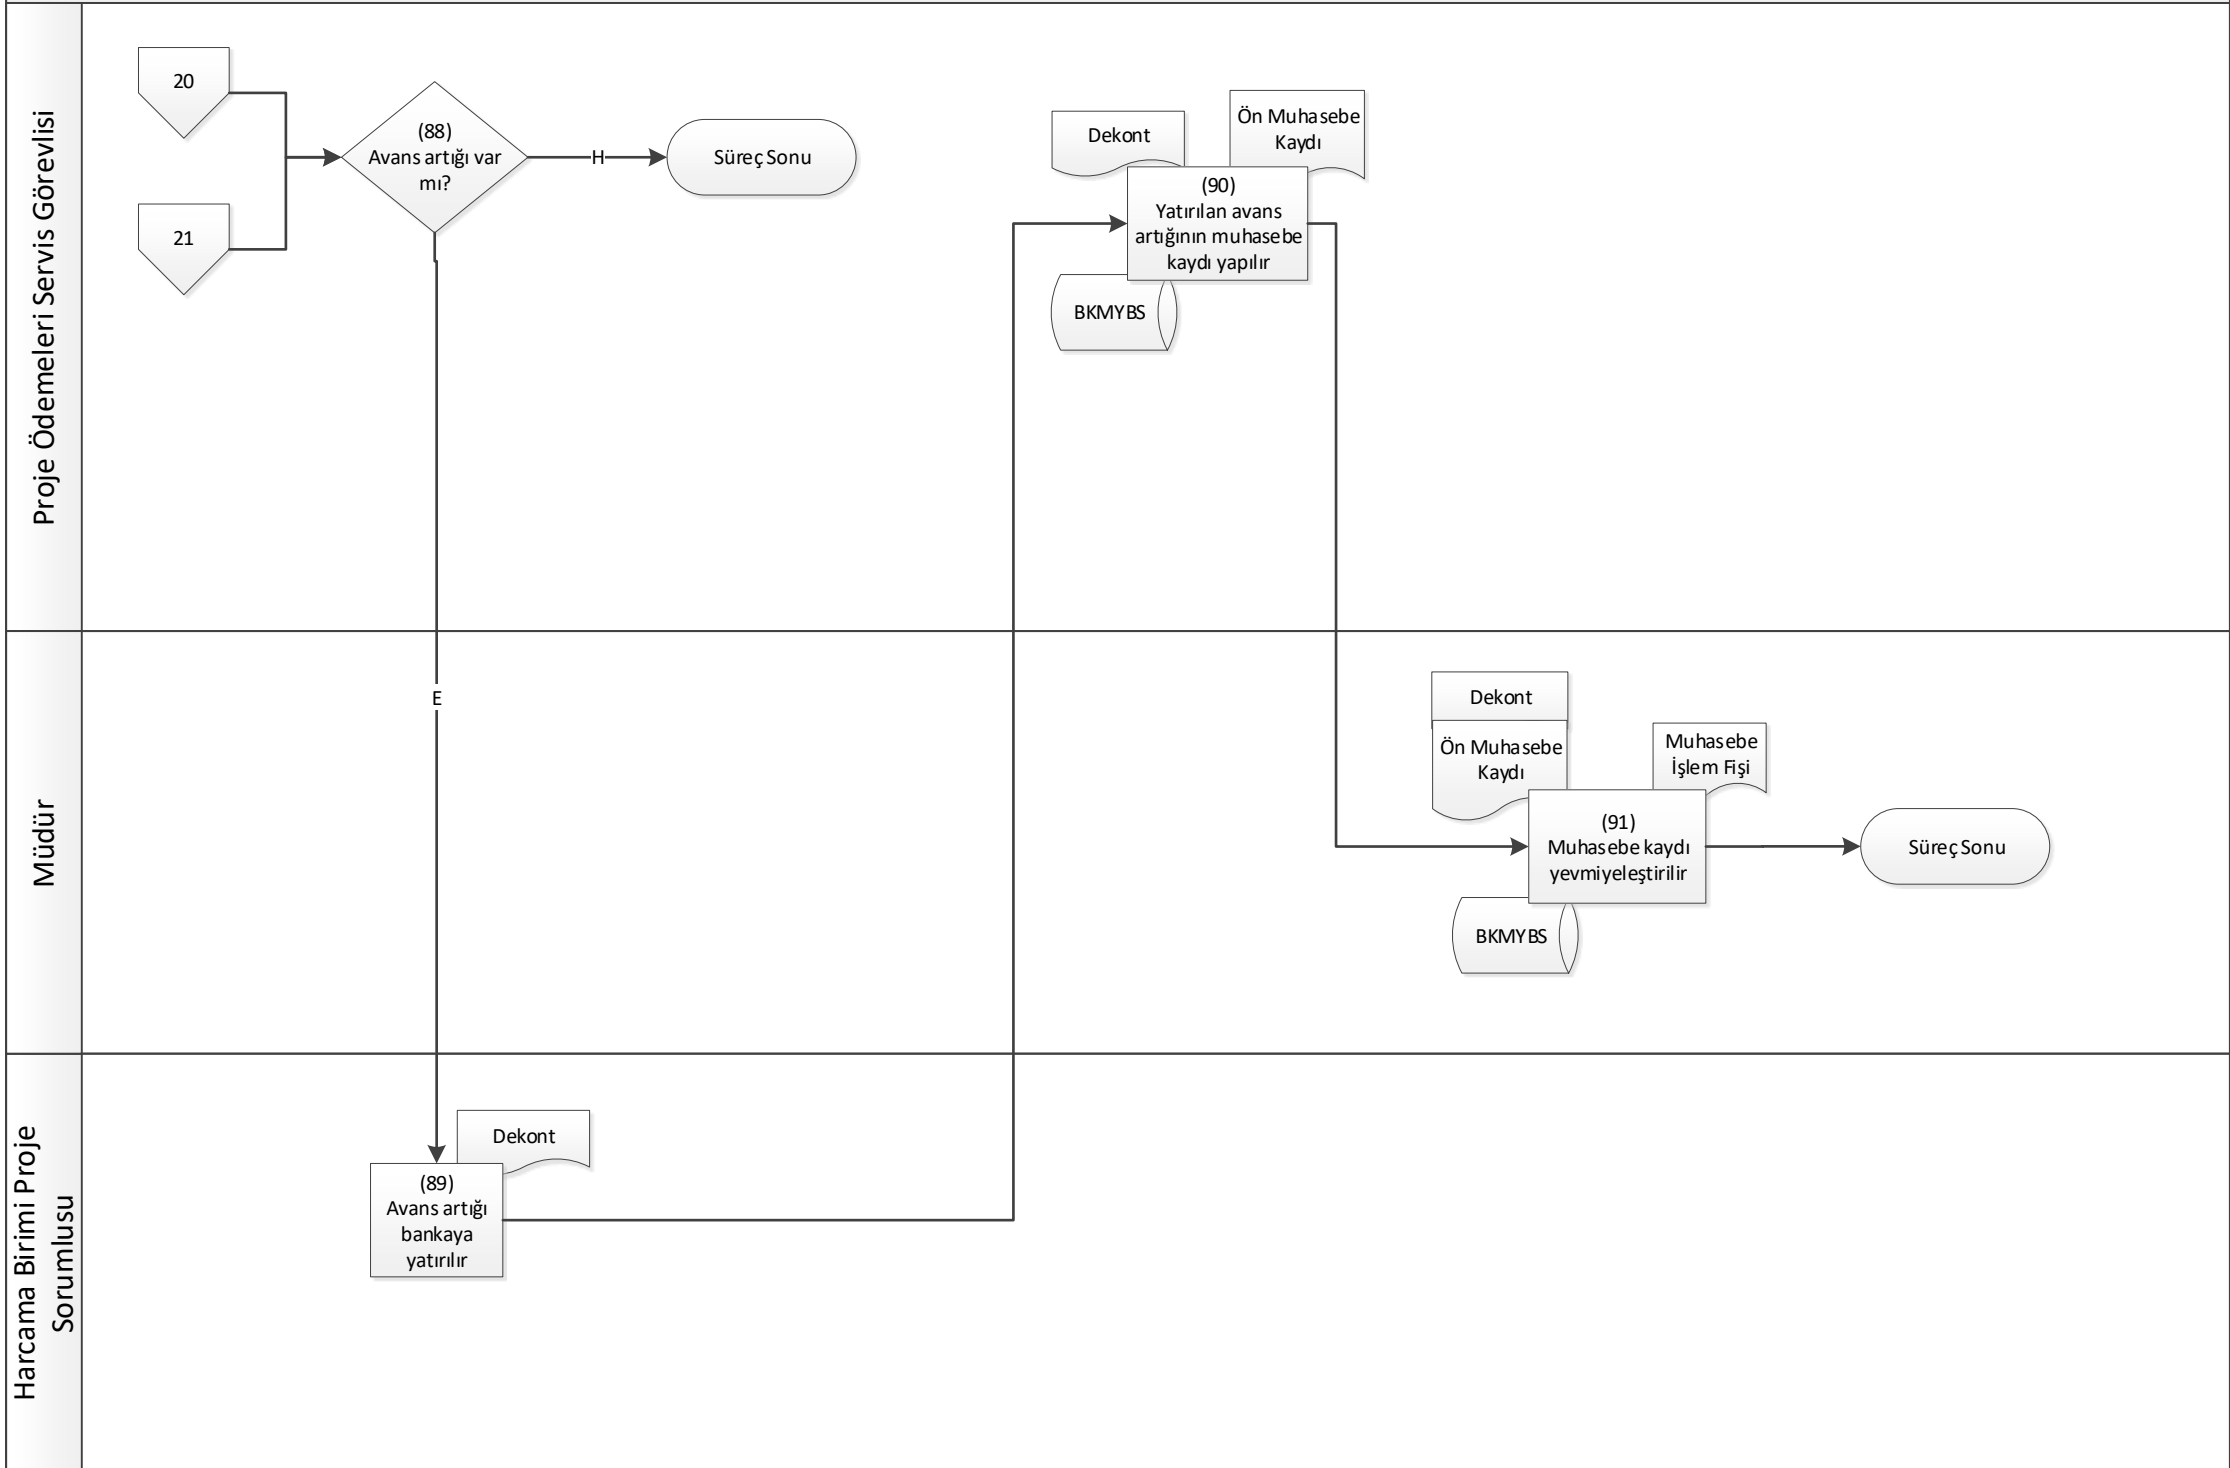 Proje Ödemeleri Servis Görevlisi
20
21
(88)
Avans artığı var
mı?
H
Süreç Sonu
Dekont
Ön Muhasebe
Kaydı
(90)
Yatırılan avans
artığının muhasebe
kaydı yapılır
BKMYBS
Müdür
E
Dekont
Ön Muhasebe
Kaydı
Muhasebe
İşlem Fişi
(91)
Muhasebe kaydı
yevmiyeleştirilir
BKMYBS
Süreç Sonu
Harcama Birimi Proje
Sorumlusu
Dekont
(89)
Avans artığı
bankaya
yatırılır